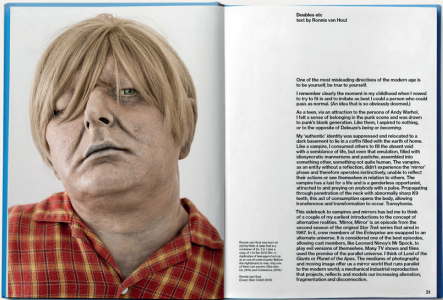 Doubles etc
text by Ronnie van Hout
One of the most misleading directives of the modern age is
to be yourself, be true to yourself.
I remember clearly the moment in my childhood when I vowed
to try to fit in and to imitate as best I could a person who could
pass as normal. (An idea that is so obviously doomed.)
As a teen, via an attraction to the persona of Andy Warhol,
I felt a sense of belonging in the punk scene and was drawn
to punk's blank generation. Like them, I aspired to nothing,
or to the opposite of Deleuze's being or becoming.
My 'authentic' identity was suppressed and relocated to a
dark basement to lie in a coffin filled with the earth of home.
Like a vampire, I consumed others to fill the absent void
with a semblance of life, but even that emulation, filled with
idiosyncratic mannerisms and pastiche, assembled into
something other, something not quite human. The vampire,
as an entity without a reflection, didn't experience the 'mirror'
phase and therefore operates instinctively, unable to reflect
their actions or see themselves in relation to others. The
vampire has a lust for a life and is a genderless opportunist,
attracted to and preying on anybody with a pulse. Propagating
through penetration of the neck with abnormally sharp K9
teeth, this act of consumption opens the body, allowing
transference and transformation to occur. Transylvania.
This sidetrack to vampires and mirrors has led me to think
of a couple of my earliest introductions to the concept of
alternative realities. 'Mirror, Mirror' is an episode from the
second season of the original Star Trek series that aired in
1967. In it, crew members of the Enterprise are swapped to an
alternate universe. It is considered one of the best episodes,
allowing cast members, like Leonard Nimoy's Mr Spock, to
play evil versions of themselves. Many TV shows and films
used the premise of the parallel universe. I think of Land of the
Giants or Planet of the Apes. The mediums of photography
and moving image offer us a mirror world that runs parallel
to the modern world, a mechanical industrial reproduction
that projects, reflects and models our increasing alienation,
fragmentation and disconnection.
Ronnie van Hout
31